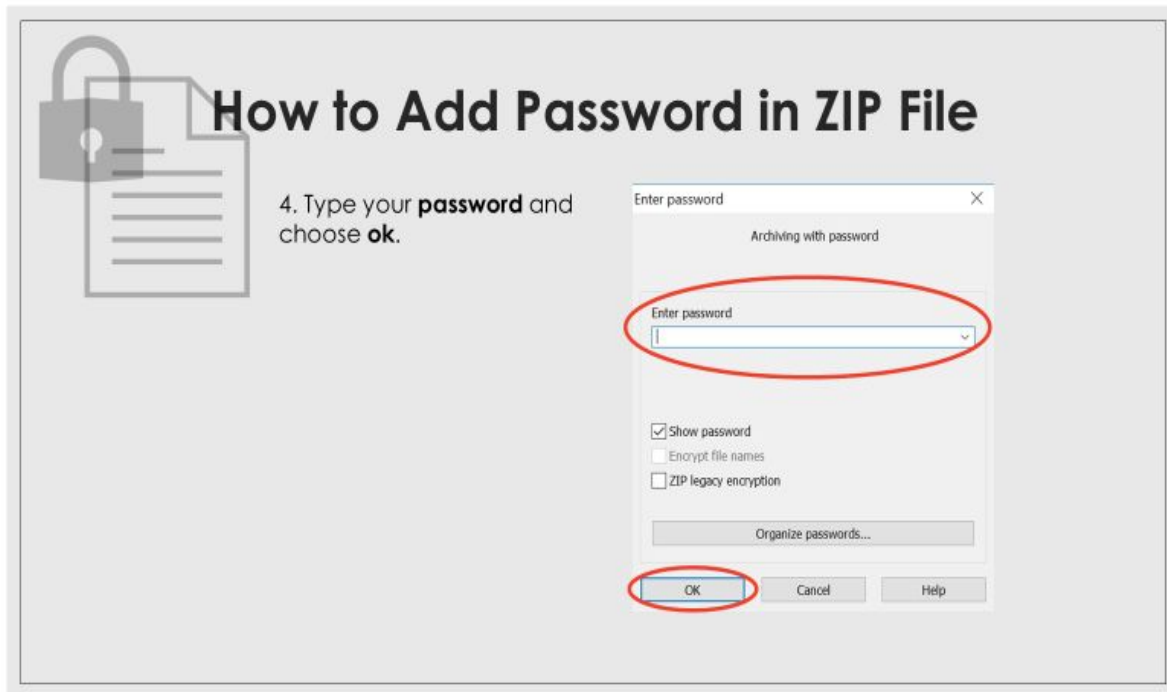 How to Add Password in ZIP File
4. Type your password and
choose ok.
Enter password
Archiving with password
Enter password
Show password
Encrypt file names
ZIP legacy encryption
Organize passwords...
OK
Cancel
Help